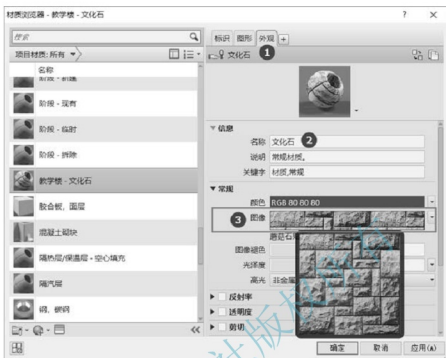 材质浏览器 - 教学楼 - 文化石
? ×
搜索
项目材质: 所有
名称
阶段 - 现有
阶段 - 临时
阶段 - 拆除
教学楼 - 文化石
胶合板，面层
混凝土砌块
隔热层/保温层 - 空心填充
隔汽层
钢，碳钢
标识 图形 外观 +
1
文化石
▼ 信息
名称 文化石 2
说明 常规材质。
关键字 材质,常规
▼ 常规
颜色 RGB 80 80 80
3 图像
图像褪色
光泽度
高光 非金属
反射率
透明度
剪切
确定 取消 应用(A)